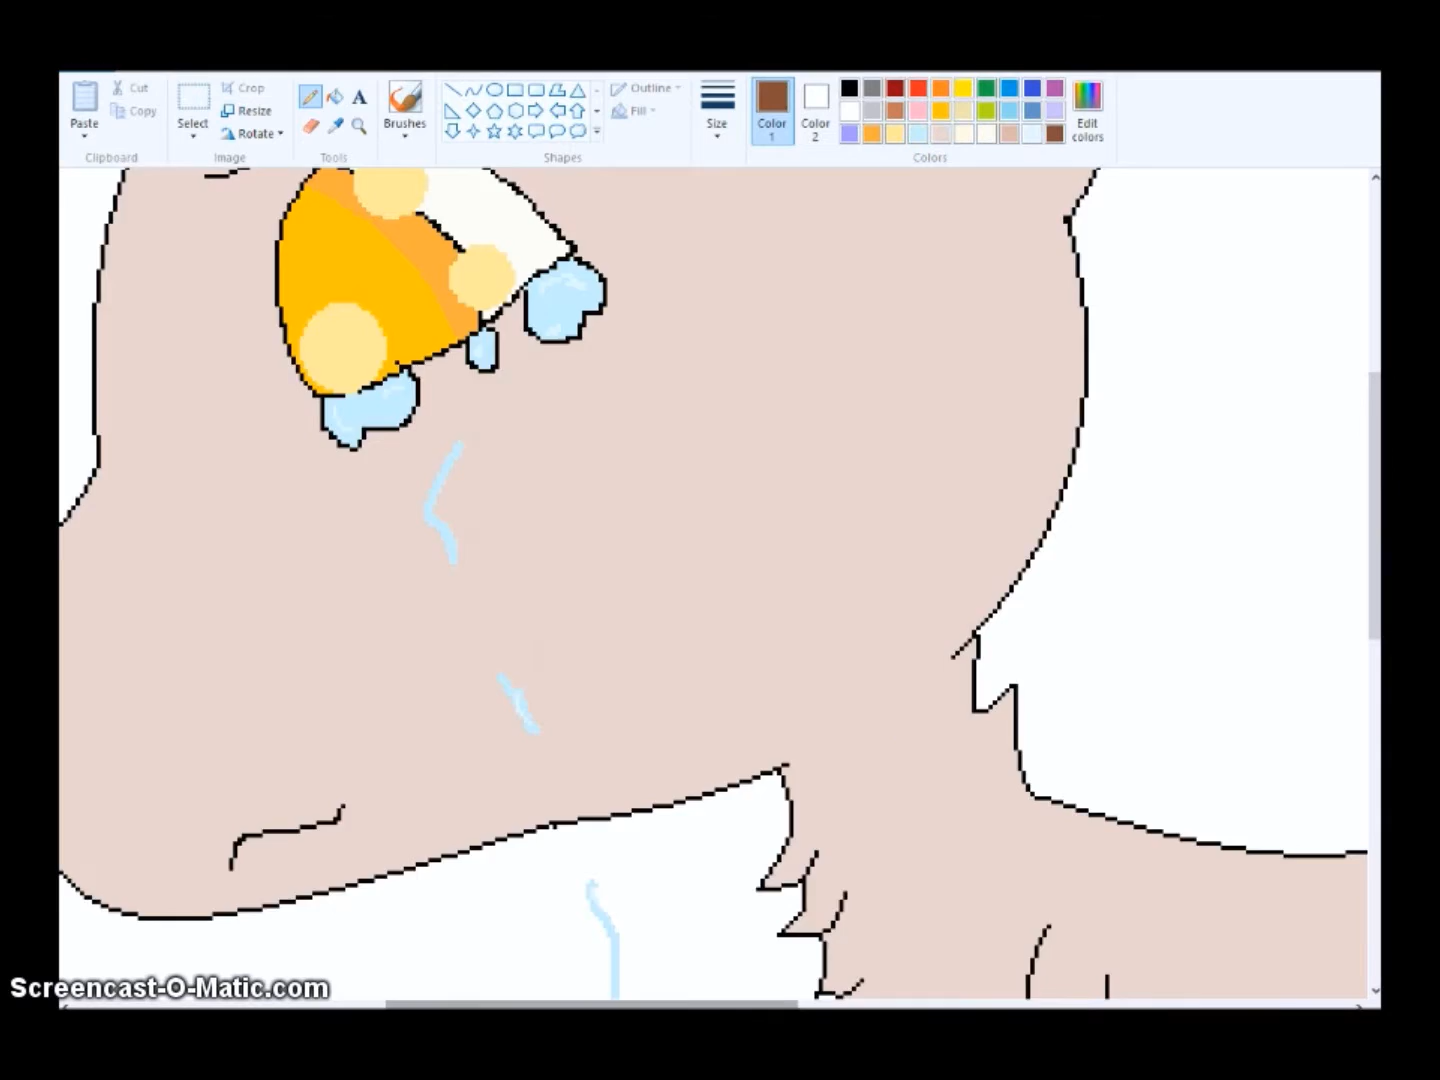 Cut
Crop
Outline
Copy
Resize
Fill
Paste
Select
Rotate
Brushes
Size
Color 1
Color 2
Edit colors
Clipboard
Image
Tools
Shapes
Colors
A
Screencast-O-Matic.com